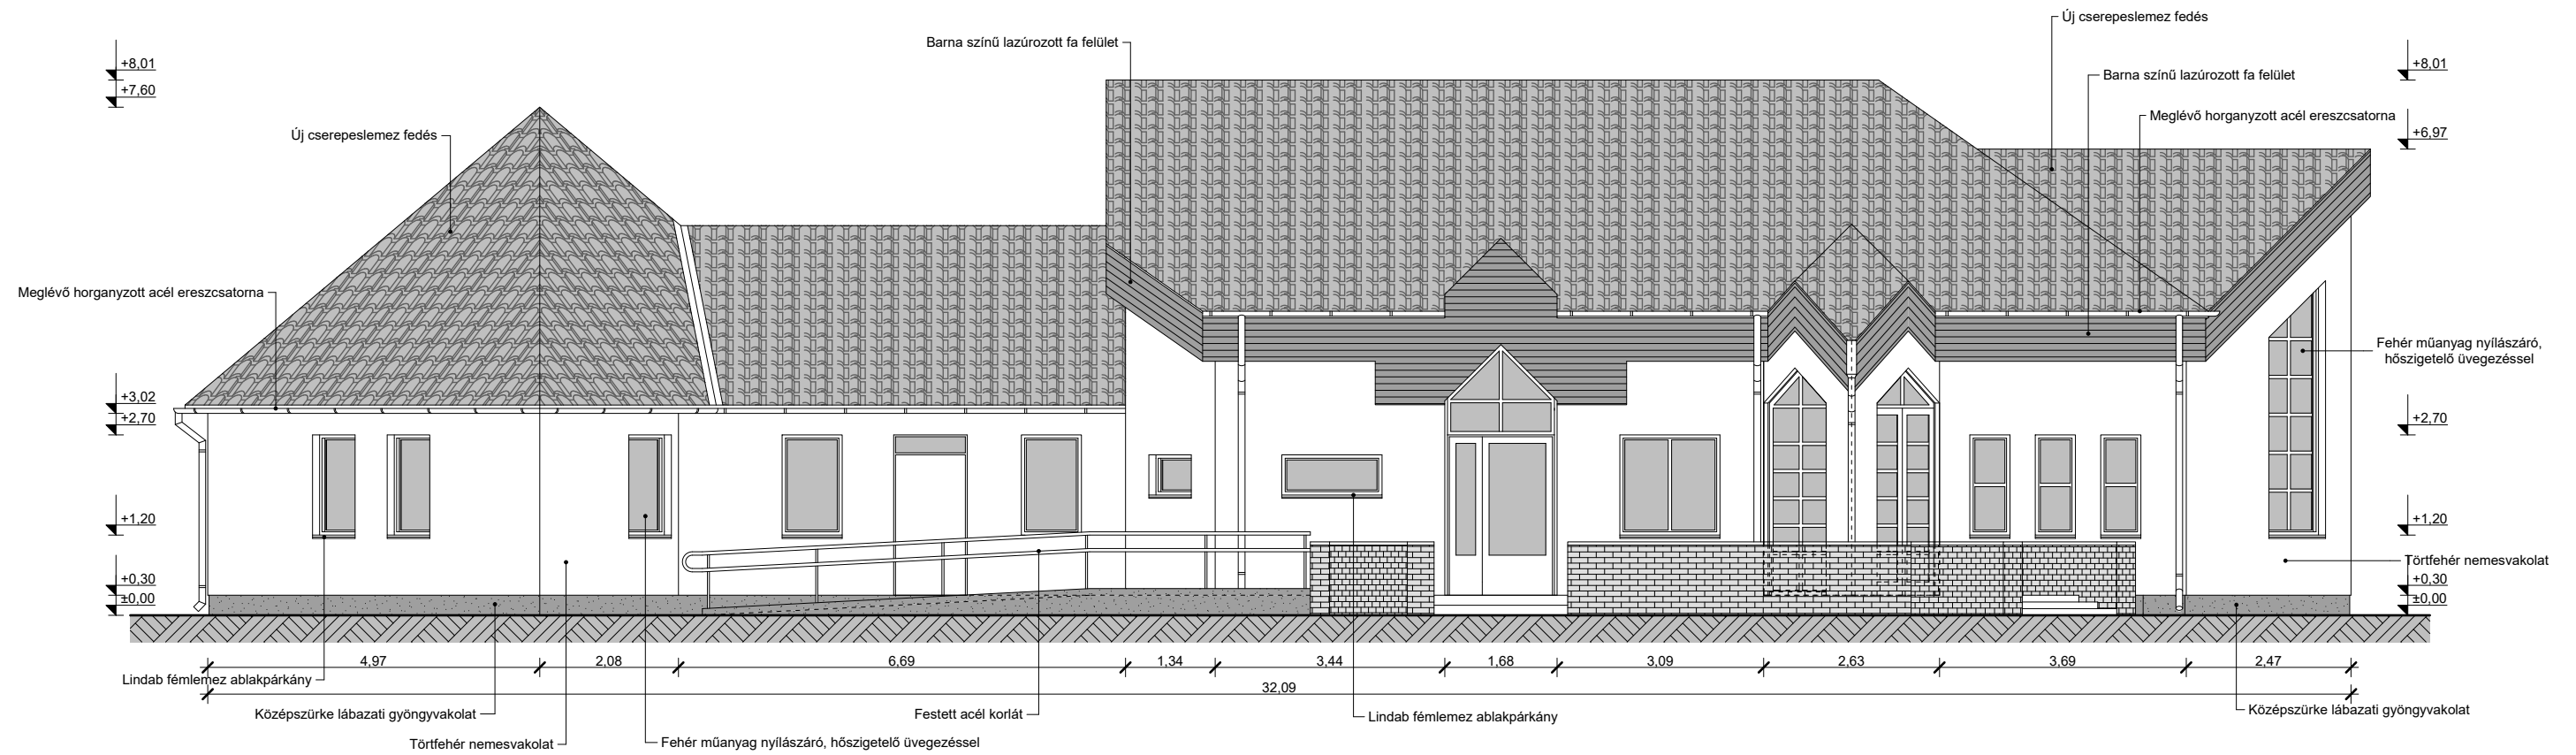 Új cserepeslemez fedés
Barna színű lazúrozott fa felület
+8,01
+7,60
+8,01
Barna színű lazúrozott fa felület
Meglévő horganyzott acél ereszcsatorna
+6,97
Új cserepeslemez fedés
Meglévő horganyzott acél ereszcsatorna
Fehér műanyag nyílászáró,
hőszigetelő üvegezéssel
+3,02
+2,70
+2,70
+1,20
+1,20
Törtfehér nemesvakolat
+0,30
±0,00
+0,30
±0,00
4,97
2,08
6,69
1,34
3,44
1,68
3,09
2,63
3,69
2,47
Lindab fémlemez ablakpárkány
32,09
Középszürke lábazati gyöngyvakolat
Festett acél korlát
Lindab fémlemez ablakpárkány
Középszürke lábazati gyöngyvakolat
Törtfehér nemesvakolat
Fehér műanyag nyílászáró, hőszigetelő üvegezéssel